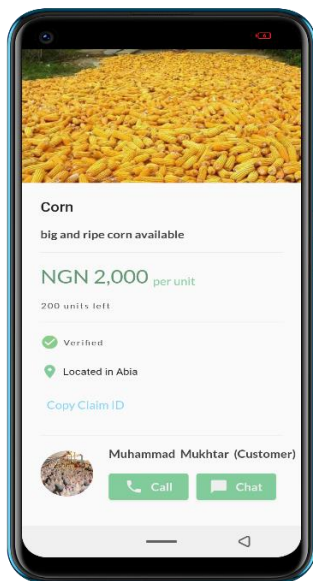 Corn
big and ripe corn available
NGN 2,000 per unit
200 units left
Verified
Located in Abia
Copy Claim ID
Muhammad Mukhtar (Customer)
Call
Chat